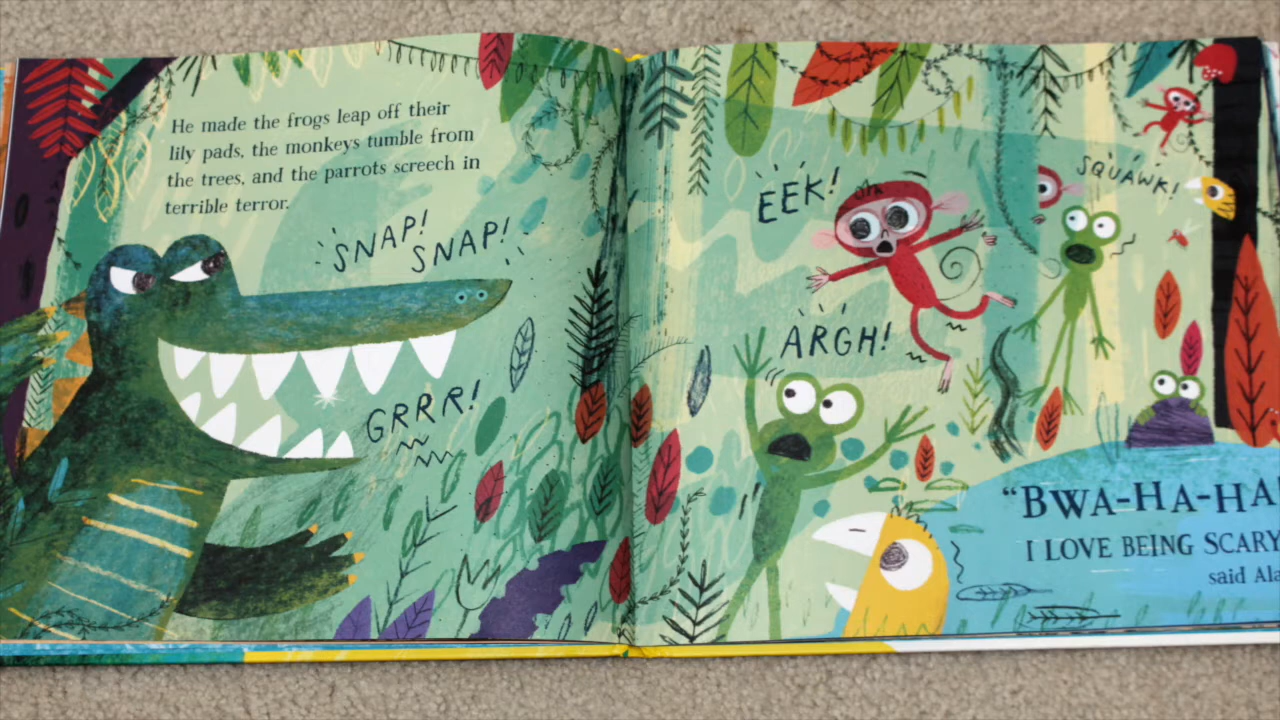 He made the frogs leap off their
lily pads, the monkeys tumble from
the trees, and the parrots screech in
terrible terror.
SNAP!
SNAP!
GRRR!
EEK!
SQUAWK!
ARGH!
“BWA-HA-HA!
I LOVE BEING SCARY
said Ala